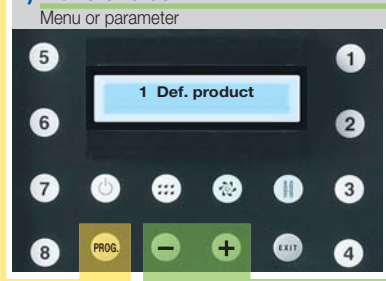 Menu or parameter
5
1
1 Def. product
6
2
7
3
8
PROG.
−
+
EXIT
4